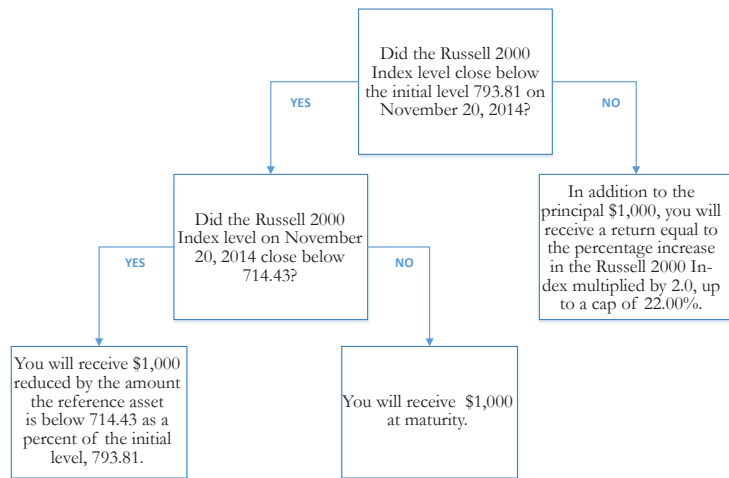 Did the Russell 2000
Index level close below
the initial level 793.81 on
November 20, 2014?
YES
NO
Did the Russell 2000
Index level on November
20, 2014 close below
714.43?
In addition to the
principal $1,000, you will
receive a return equal to
the percentage increase
in the Russell 2000 In-
dex multiplied by 2.0, up
to a cap of 22.00%.
YES
NO
You will receive $1,000
reduced by the amount
the reference asset
is below 714.43 as a
percent of the initial
level, 793.81.
You will receive $1,000
at maturity.